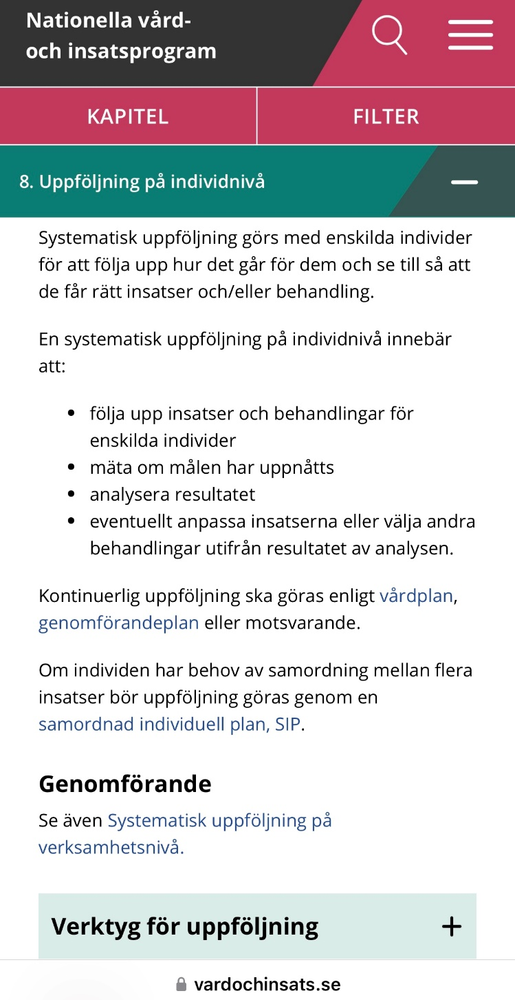 Nationella vård-
och insatsprogram
KAPITEL
FILTER
8. Uppföljning på individnivå
Systematisk uppföljning görs med enskilda individer
för att följa upp hur det går för dem och se till så att
de får rätt insatser och/eller behandling.
En systematisk uppföljning på individnivå innebär
att:
• följa upp insatser och behandlingar för
enskilda individer
• mäta om målen har uppnåtts
• analysera resultatet
• eventuellt anpassa insatserna eller välja andra
behandlingar utifrån resultatet av analysen.
Kontinuerlig uppföljning ska göras enligt vårdplan,
genomförandeplan eller motsvarande.
Om individen har behov av samordning mellan flera
insatser bör uppföljning göras genom en
samordnad individuell plan, SIP.
Genomförande
Se även Systematisk uppföljning på
verksamhetsnivå.
Verktyg för uppföljning
vardochinsats.se